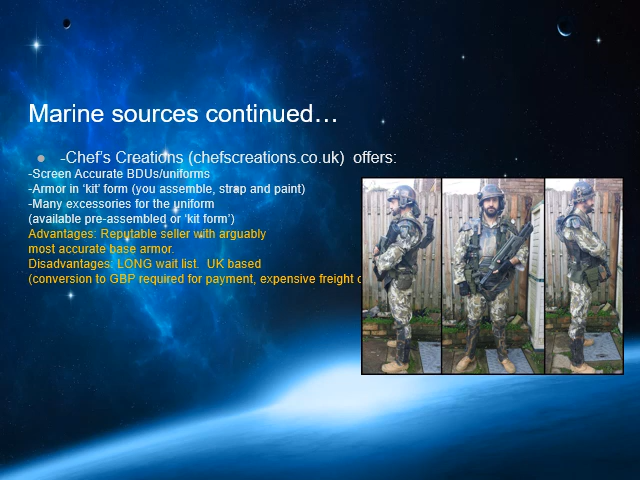 Marine sources continued…
-Chef's Creations (chefscreations.co.uk)  offers:
-Screen Accurate BDUs/uniforms
-Armor in 'kit' form (you assemble, strap and paint)
-Many excessories for the uniform
(available pre-assembled or 'kit form')
Advantages: Reputable seller with arguably
most accurate base armor.
Disadvantages: LONG wait list.  UK based
(conversion to GBP required for payment, expensive freight